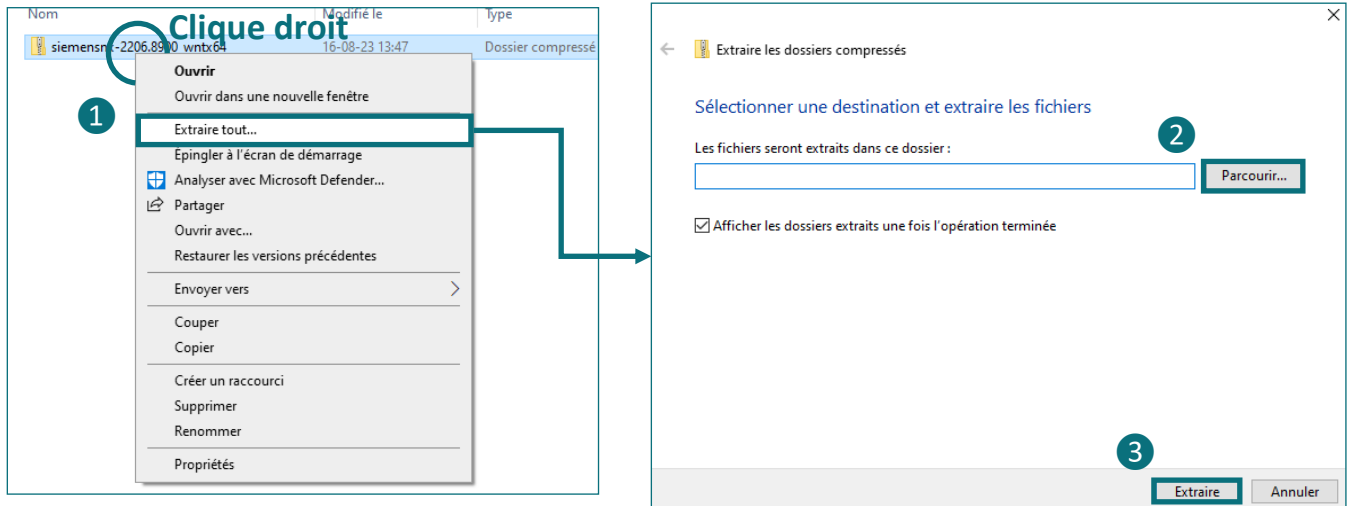 Nom Modifié le Type
Clique droit
siemensnx-2206.8900_wntx64 16-08-23 13:47 Dossier compressé
Ouvrir
Ouvrir dans une nouvelle fenêtre
1
Extraire tout...
Épingler à l'écran de démarrage
Analyser avec Microsoft Defender...
Partager
Ouvrir avec...
Restaurer les versions précédentes
Envoyer vers
Couper
Copier
Créer un raccourci
Supprimer
Renommer
Propriétés
Extraire les dossiers compressés
Sélectionner une destination et extraire les fichiers
2
Les fichiers seront extraits dans ce dossier :
Parcourir...
Afficher les dossiers extraits une fois l'opération terminée
3
Extraire Annuler